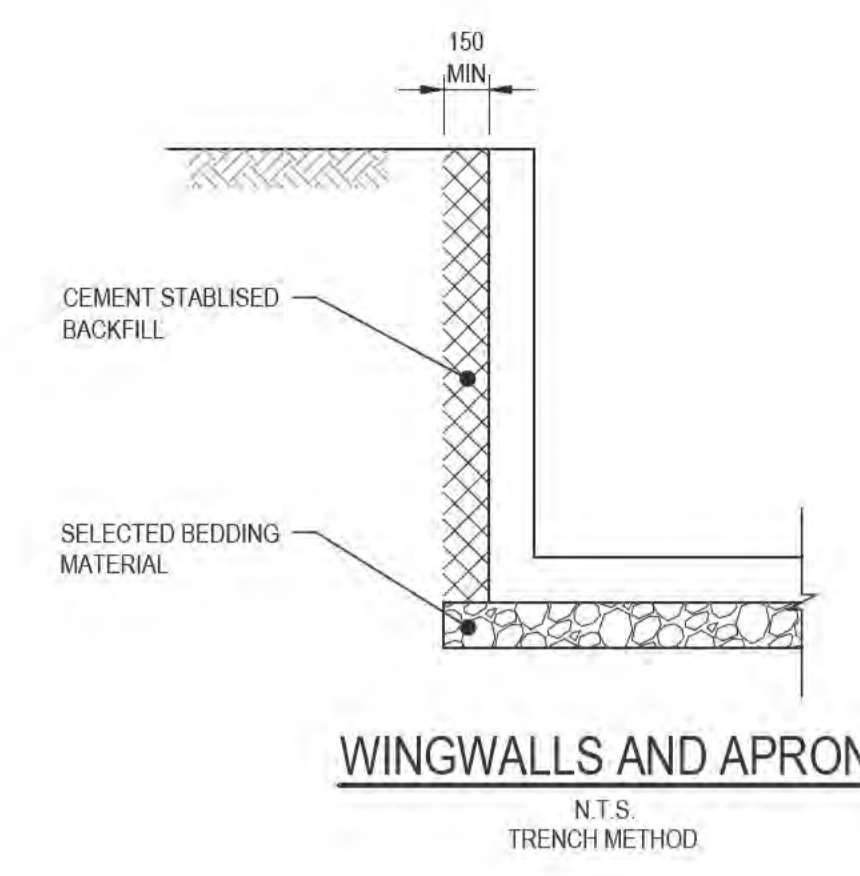 150
MIN
CEMENT STABLISED
BACKFILL
SELECTED BEDDING
MATERIAL
WINGWALLS AND APRON
N.T.S.
TRENCH METHOD